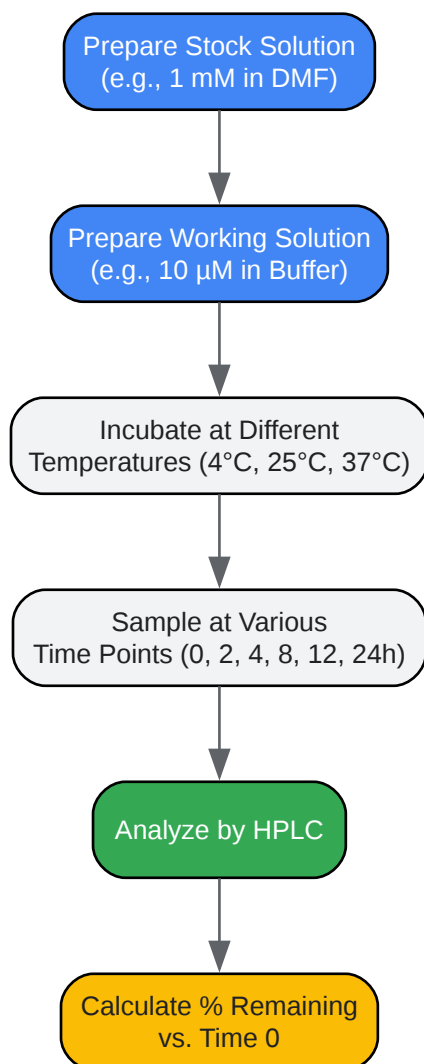 Prepare Stock Solution
(e.g., 1 mM in DMF)
Prepare Working Solution
(e.g., 10 µM in Buffer)
Incubate at Different
Temperatures (4°C, 25°C, 37°C)
Sample at Various
Time Points (0, 2, 4, 8, 12, 24h)
Analyze by HPLC
Calculate % Remaining
vs. Time 0